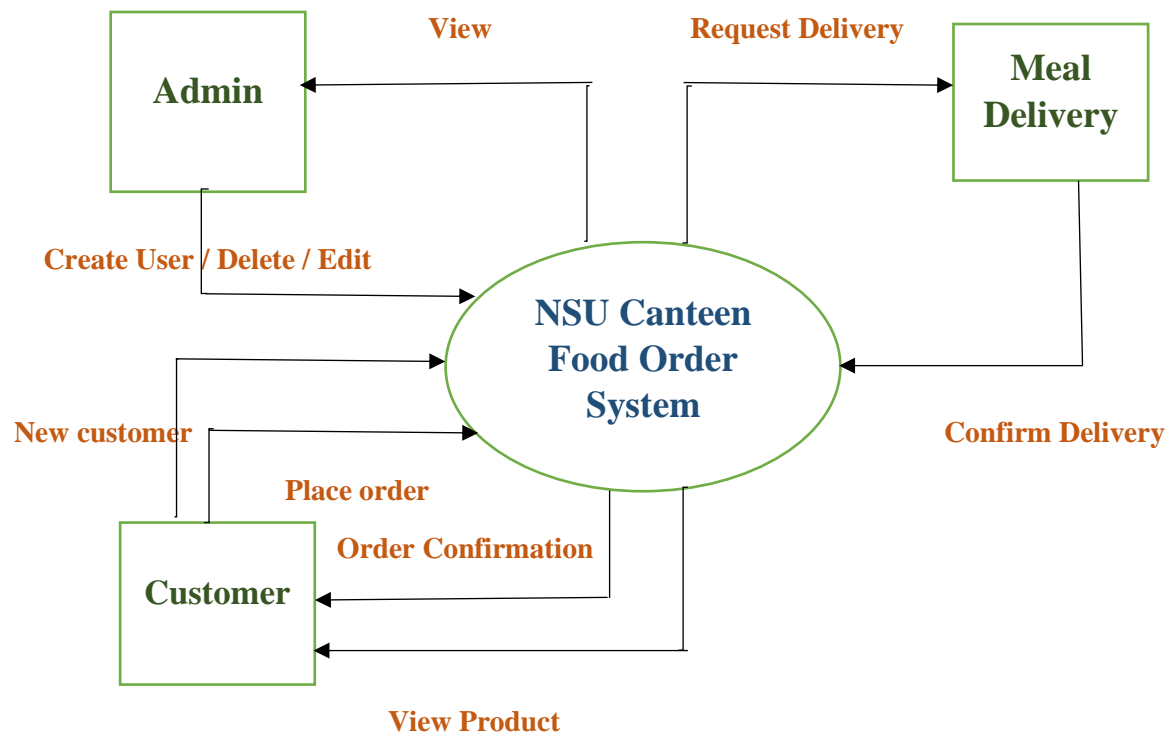 View
Request Delivery
Admin
Meal
Delivery
Create User / Delete / Edit
NSU Canteen
Food Order
System
New customer
Confirm Delivery
Place order
Order Confirmation
Customer
View Product